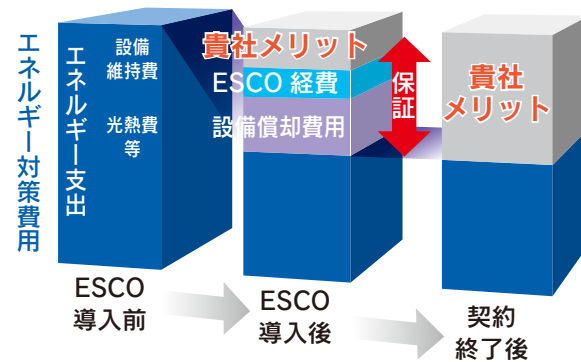 エネルギー対策費用
エネルギー支出
設備
維持費
光熱費
等
貴社メリット
ESCO 経費
設備償却費用
保証
貴社
メリット
ESCO
導入前
ESCO
導入後
契約
終了後